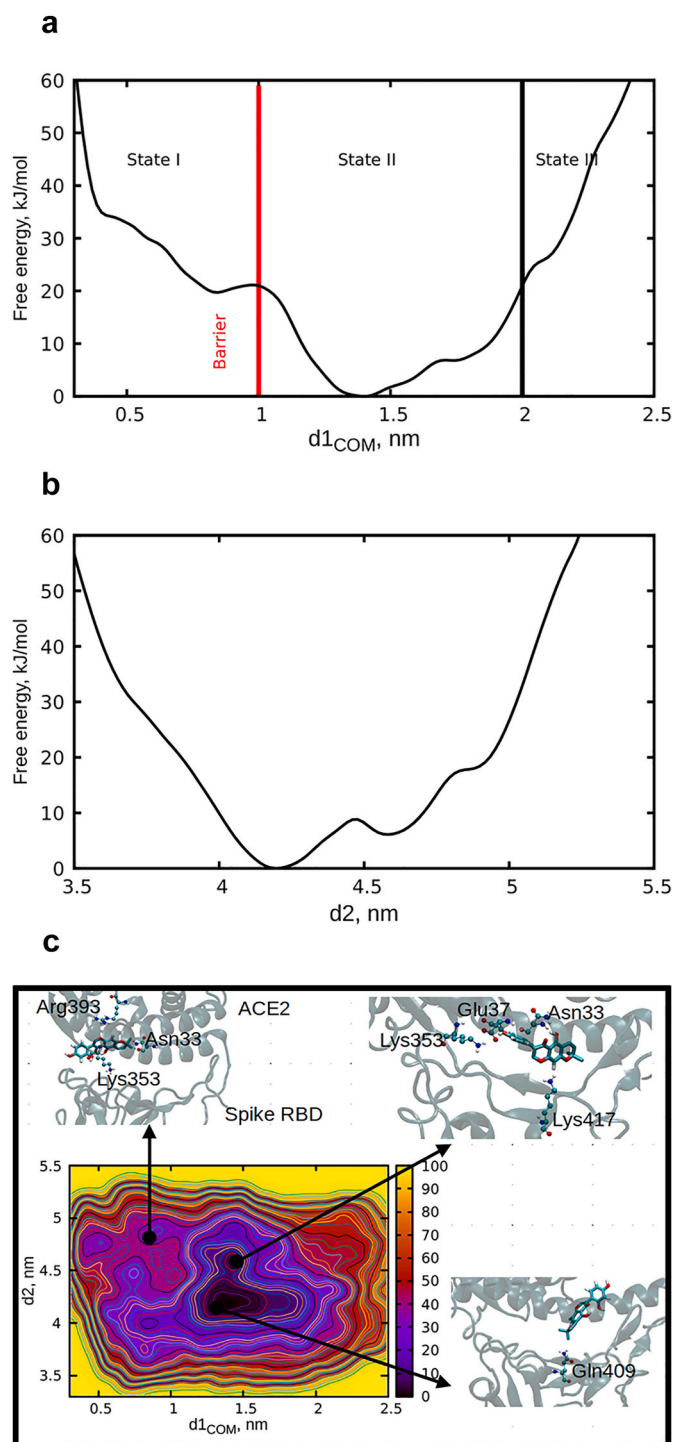 a
60
50
40
30
20
10
0
Free energy, kJ/mol
State I
State II
State III
Barrier
0.5
1
1.5
2
2.5
d1COM, nm
b
60
50
40
30
20
10
0
Free energy, kJ/mol
3.5
4
4.5
5
5.5
d2, nm
c
Arg393
ACE2
Asn33
Lys353
Spike RBD
Glu37
Asn33
Lys353
Lys417
5.5
5
4.5
4
3.5
d2, nm
0.5
1
1.5
2
2.5
d1COM, nm
100
90
80
70
60
50
40
30
20
10
0
Gln409